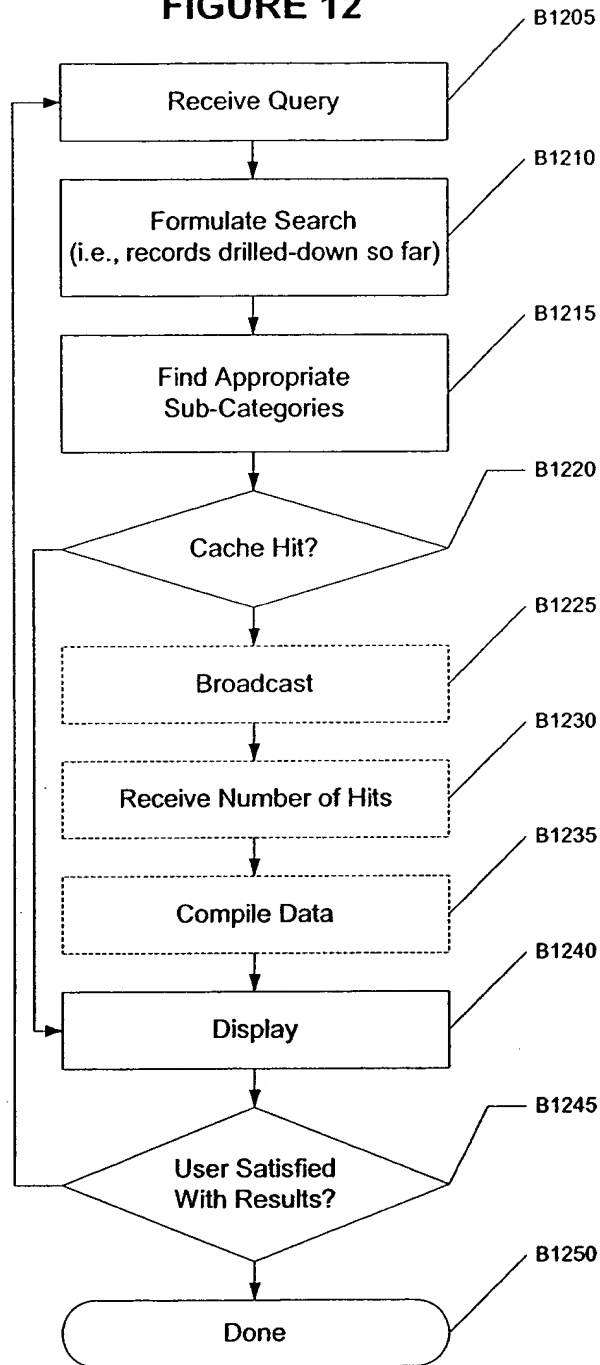 FIGURE 12
B1205
Receive Query
B1210
Formulate Search
(i.e., records drilled-down so far)
B1215
Find Appropriate
Sub-Categories
B1220
Cache Hit?
B1225
Broadcast
B1230
Receive Number of Hits
B1235
Compile Data
B1240
Display
B1245
User Satisfied
With Results?
B1250
Done